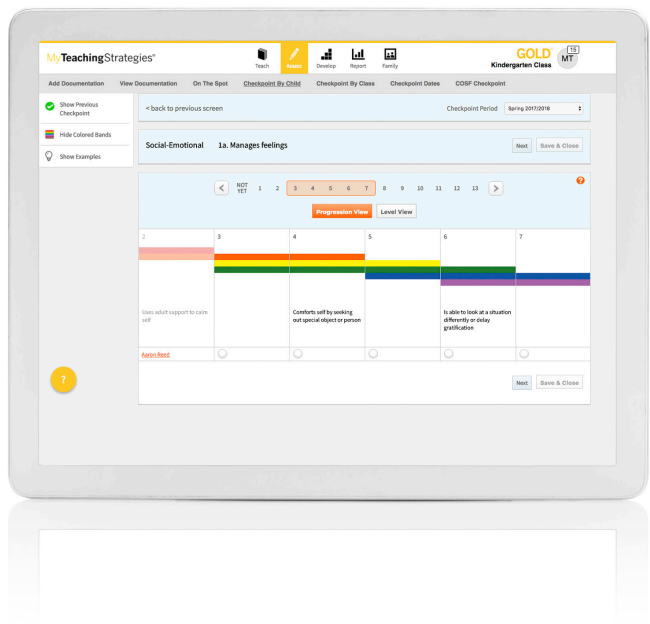 MyTeachingStrategies®
Teach
Assess
Develop
Report
Family
GOLD®
Kindergarten Class
MT
15
Add Documentation
View Documentation
On The Spot
Checkpoint By Child
Checkpoint By Class
Checkpoint Dates
COSF Checkpoint
Show Previous
Checkpoint
Hide Colored Bands
Show Examples
< back to previous screen
Checkpoint Period
Spring 2017/2018
Social-Emotional 1a. Manages feelings
Next
Save & Close
?
< NOT YET 1 2 3 4 5 6 7 8 9 10 11 12 13 >
Progression View
Level View
2 3 4 5 6 7
Uses adult support to calm
self
Comforts self by seeking
out special object or person
Is able to look at a situation
differently or delay
gratification
Aaron Reed
?
Next
Save & Close